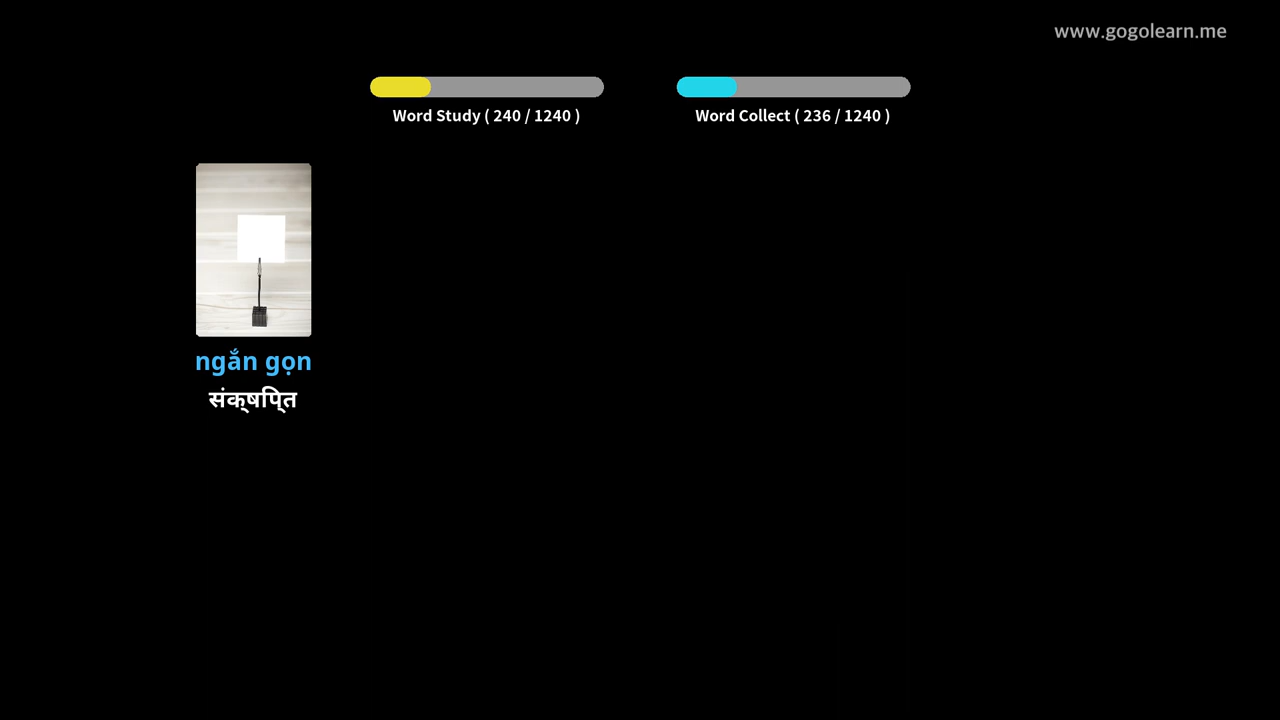 www.gogolearn.me
Word Study ( 240 / 1240 )
Word Collect ( 236 / 1240 )
ngắn gọn
संक्षिप्त